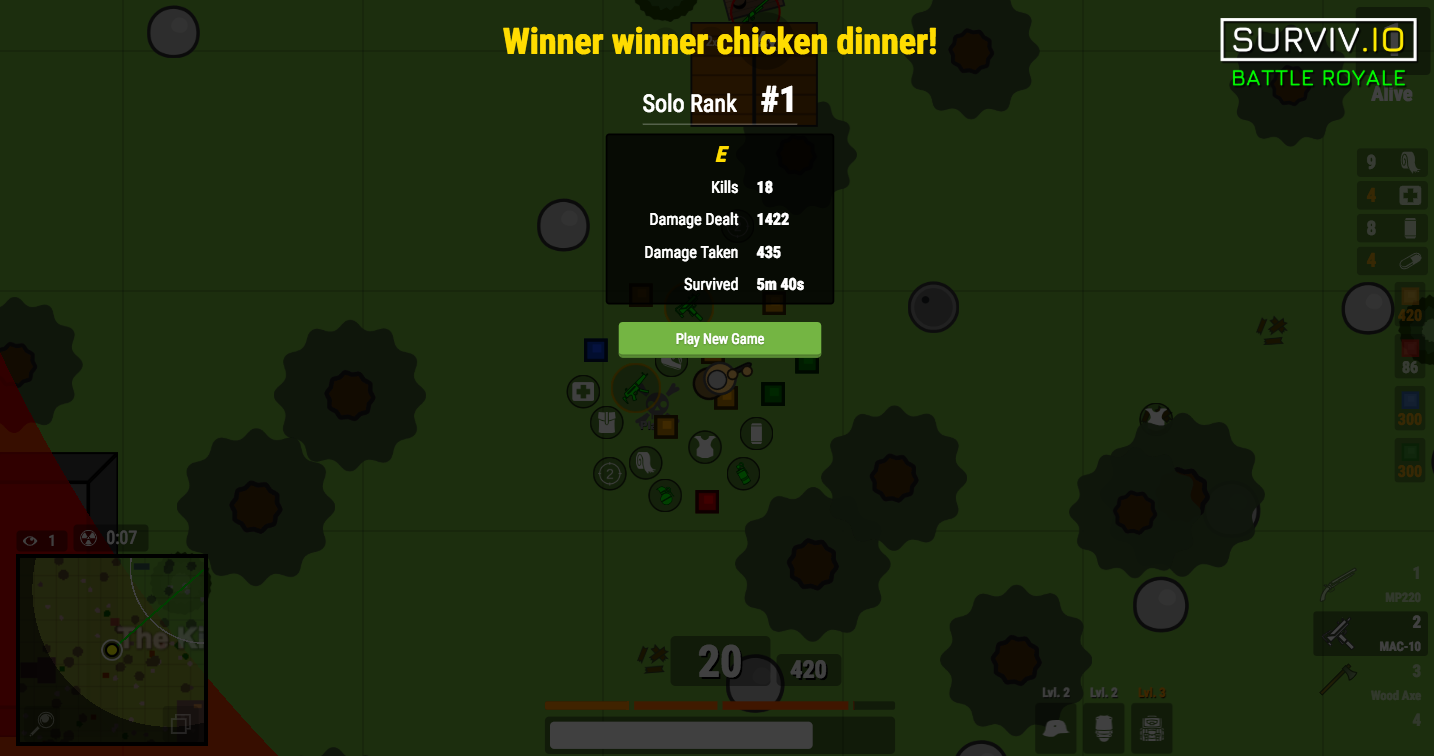 Winner winner chicken dinner!
SURVIV.IO
BATTLE ROYALE
Solo Rank #1
Alive
E
Kills 18
Damage Dealt 1422
Damage Taken 435
Survived 5m 40s
Play New Game
9
4
8
4
420
86
300
300
2
1
0:07
The Ki
20
420
1
MP220
2
MAC-10
3
Wood Axe
4
Lvl. 2
Lvl. 2
Lvl. 3